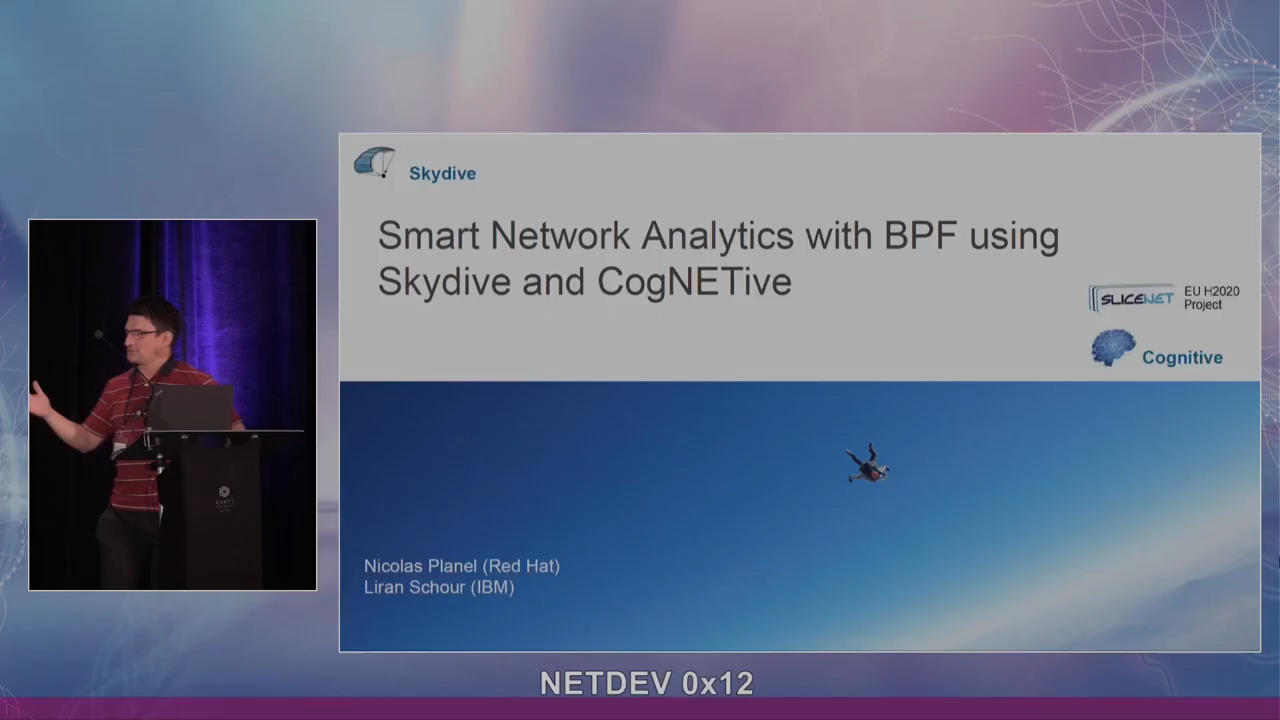 Skydive
Smart Network Analytics with BPF using
Skydive and CogNETive
SLICENET
EU H2020
Project
Cognitive
Nicolas Planel (Red Hat)
Liran Schour (IBM)
HYATT
NETDEV 0x12